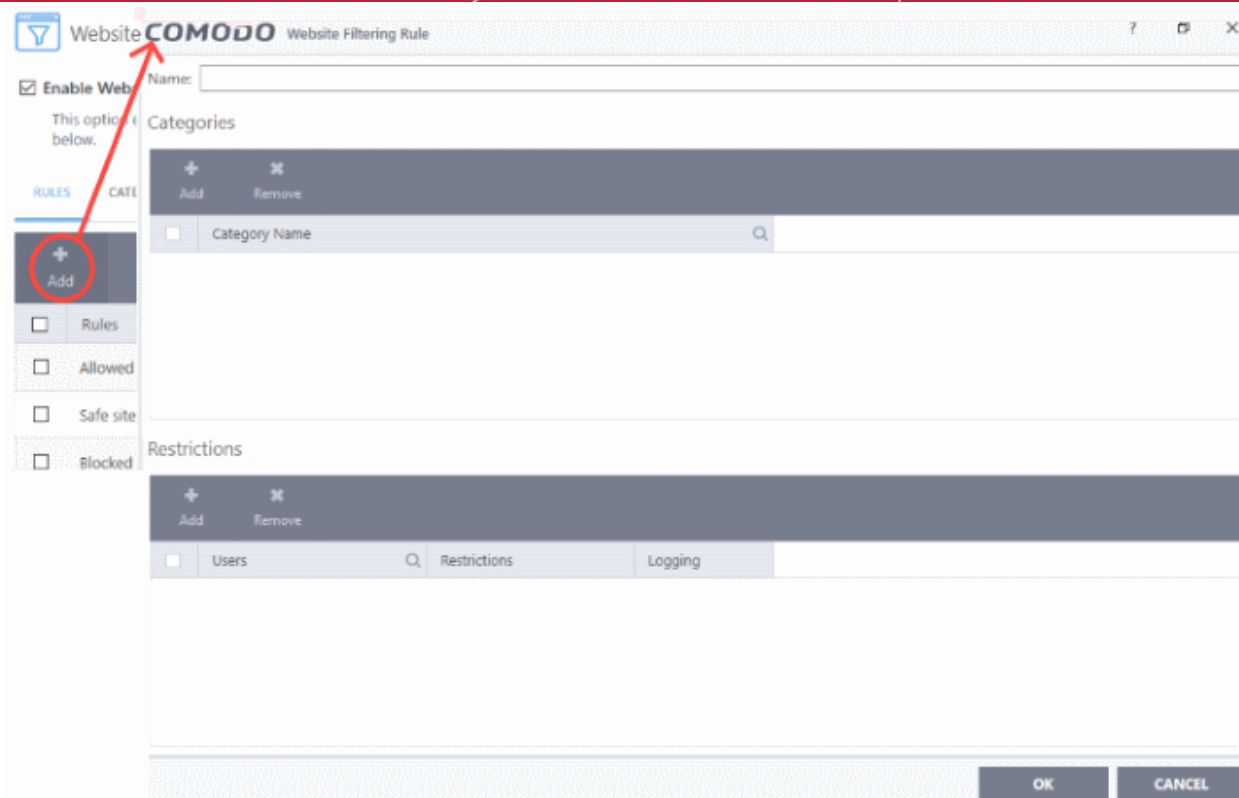 Website
COMODO Website Filtering Rule
?
Enable Web
Name:
This option
below.
Categories
RULES
Add Remove
Category Name
Add
Rules
Allowed
Safe site
Blocked
Restrictions
Add Remove
Users Restrictions Logging
OK CANCEL